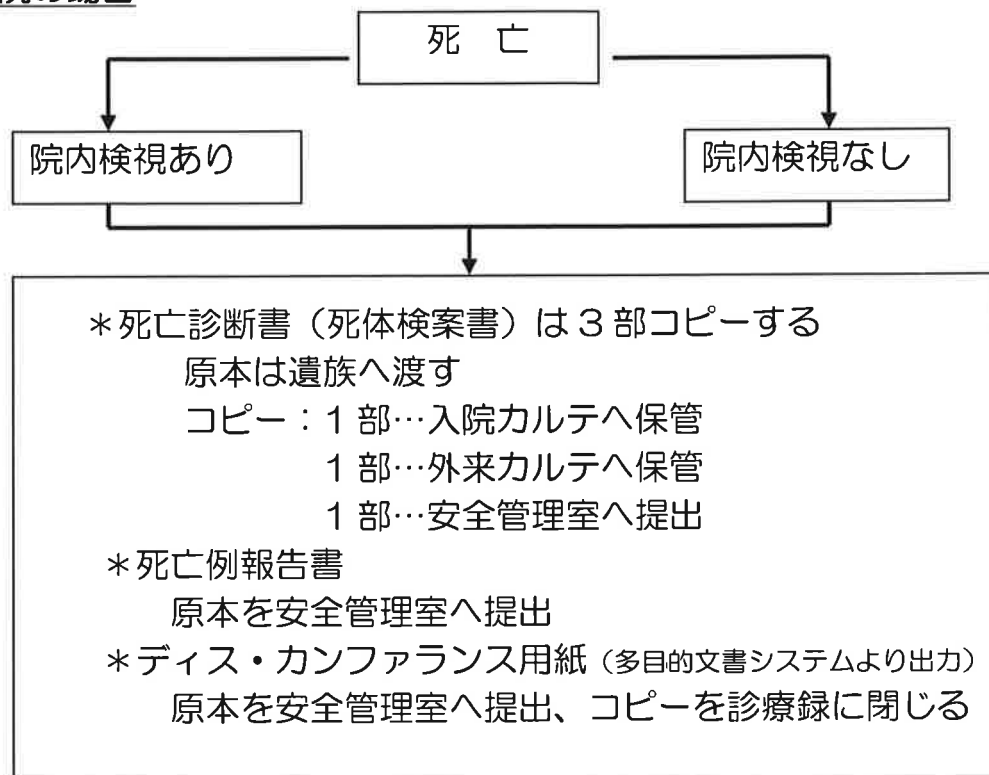 死 亡
院内検視あり
院内検視なし
＊死亡診断書（死体検案書）は3部コピーする
原本は遺族へ渡す
コピー：1部…入院カルテへ保管
1部…外来カルテへ保管
1部…安全管理室へ提出
＊死亡例報告書
原本を安全管理室へ提出
＊ディス・カンファランス用紙（多目的文書システムより出力）
原本を安全管理室へ提出、コピーを診療録に閉じる